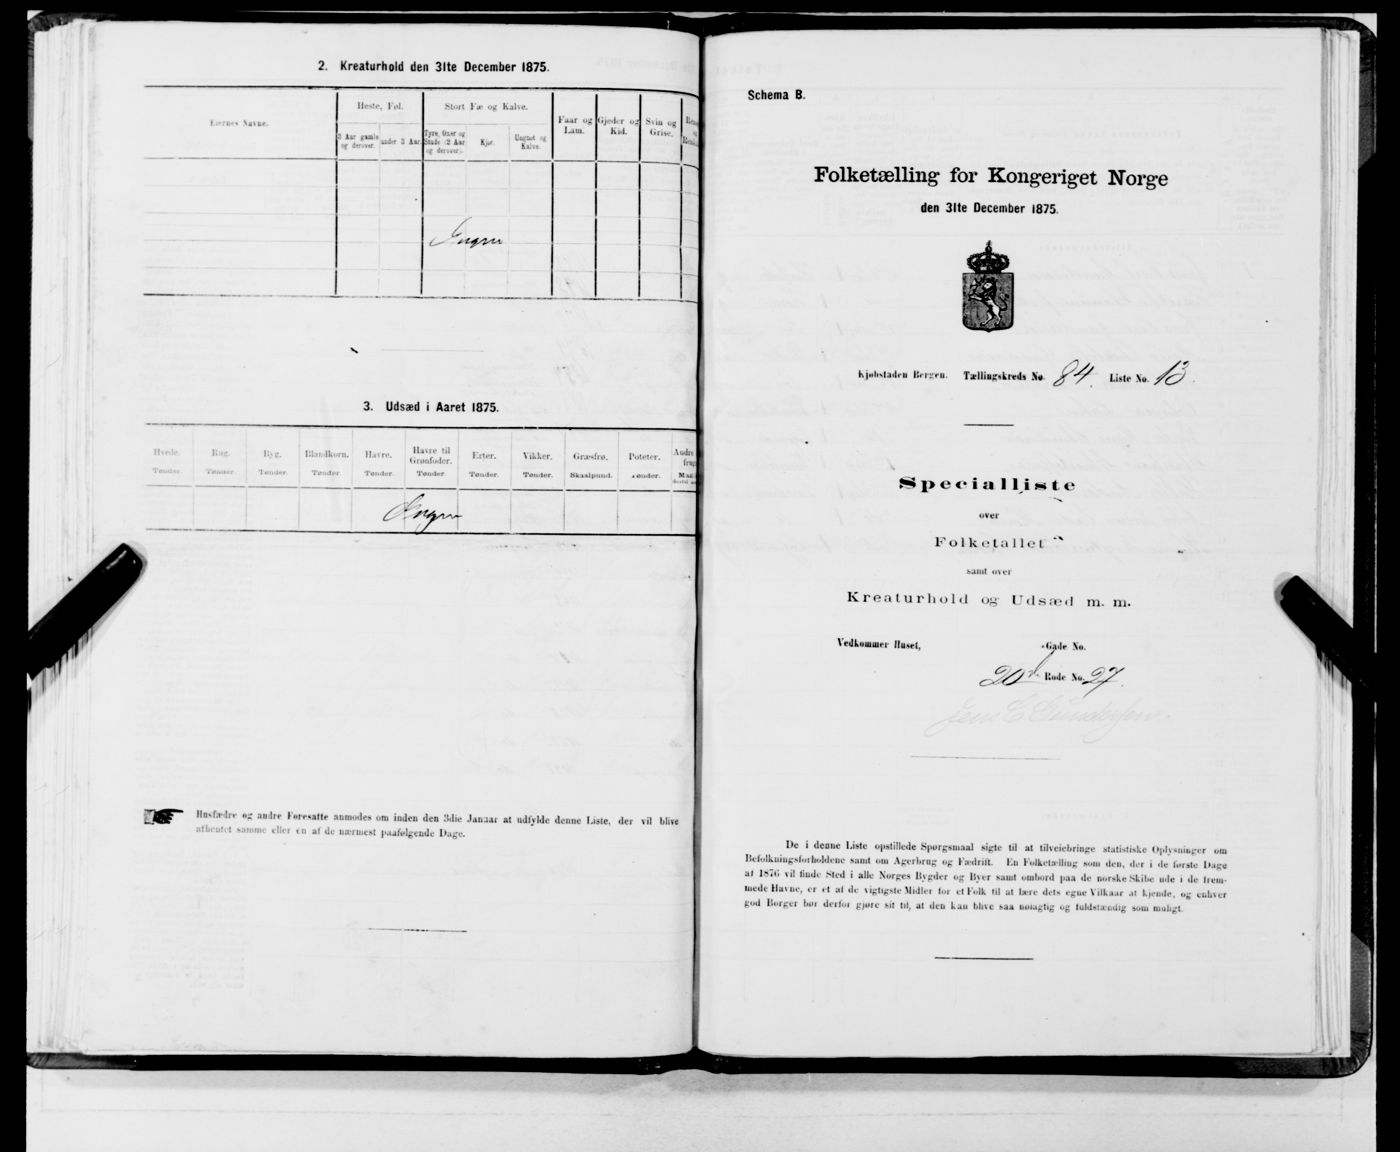 2. Kreaturhold den 31te December 1875.
Eiernes Navne.
Heste, Føl.
Stort Fæ og Kalve.
Faar og Lam.
Gjeder og Kid.
Svin og Grise.
3 Aar gamle og derover.
under 3 Aar.
Tyre, Oxer og Stude (2 Aar og derover).
Kjør.
Ungnøt og Kalve.
Ingen
3. Udsæd i Aaret 1875.
Hvede. Rug. Byg. Blandkorn. Havre. Havre til Grønfoder. Erter. Vikker. Græsfrø. Poteter. Andre
Tønder. Tønder. Tønder. Tønder. Tønder. Tønder. Tønder. Tønder. Skaalpund. Tønder.
Ingen
Husfædre og andre Foresatte anmodes om inden den 3die Januar at udfylde denne Liste, der vil blive
afhentet samme eller en af de nærmest paafølgende Dage.
Schema B.
Folketælling for Kongeriget Norge
den 31te December 1875.
Kjøbstaden Bergen. Tællingskreds No. 84. Liste No. 13.
Specialliste
over
Folketallet
samt over
Kreaturhold og Udsæd m. m.
Vedkommer Huset, -Gade No.
20de Rode No. 27.
Jens C Gundersen.
De i denne Liste opstillede Spørgsmaal sigte til at tilveiebringe statistiske Oplysninger om
Befolkningsforholdene samt om Agerbrug og Fædrift. En Folketælling som den, der i de første Dage
af 1876 vil finde Sted i alle Norges Bygder og Byer samt ombord paa de norske Skibe ude i de frem-
mede Havne, er et af de vigtigste Midler for et Folk til at lære dets egne Vilkaar at kjende, og enhver
god Borger bør derfor gjøre sit til, at den kan blive saa nøiagtig og fuldstændig som muligt.